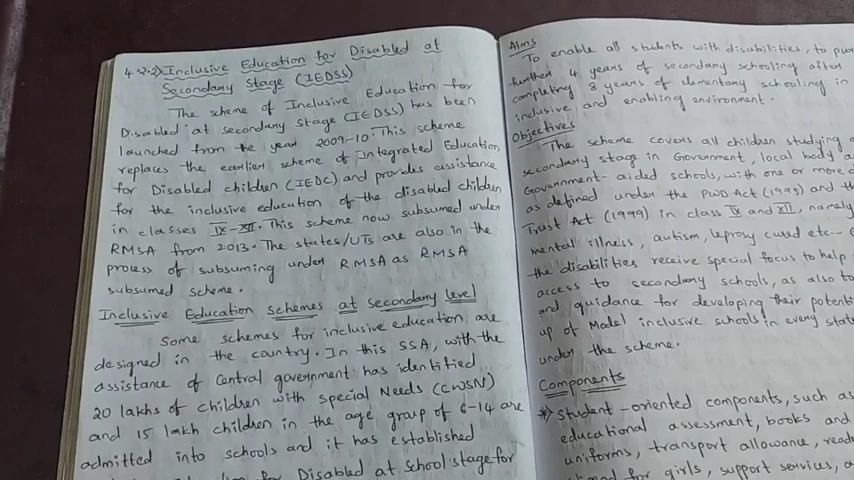 4.2.2) Inclusive Education for Disabled at
Secondary Stage (IEDSS)
The scheme of Inclusive Education for
Disabled at secondary Stage (IEDSS) has been
launched from the year 2009-10. This scheme
replaces the earlier scheme of Integrated Education
for Disabled children (IEDC) and provides assistance
for the inclusive education of the disabled children
in classes IX-XII. This scheme now subsumed under
RMSA from 2013. The states/UTs are also in the
process of subsuming under RMSA as RMSA
subsumed scheme.
Inclusive Education schemes at secondary level
Some schemes for inclusive education are
designed in the country. In this SSA, with the
assistance of Central government has identified
20 lakhs of children with special Needs (CWSN)
and 15 lakh children in the age group of 6-14 are
admitted into schools and it has established
for Disabled at school stage for
Aims
To enable all students with disabilities, to
further 4 years of secondary schooling after
completing 8 years of elementary schooling in
inclusive and enabling environment.
Objectives
The scheme covers all children studying
secondary stage in Government, local body
Government-aided schools, with one or more
as defined under the PWD Act (1995) and
Trust Act (1999) in class IX and XII, namely
mental illness, autism, leprosy cured etc-
the disabilities receive special focus to help
access to secondary schools, as also to
and guidance for developing their
up of Model inclusive schools in every
under the scheme.
Components
* Student-oriented components, such as
educational assessment, books and
uniforms, transport allowance,
for girls, support services,